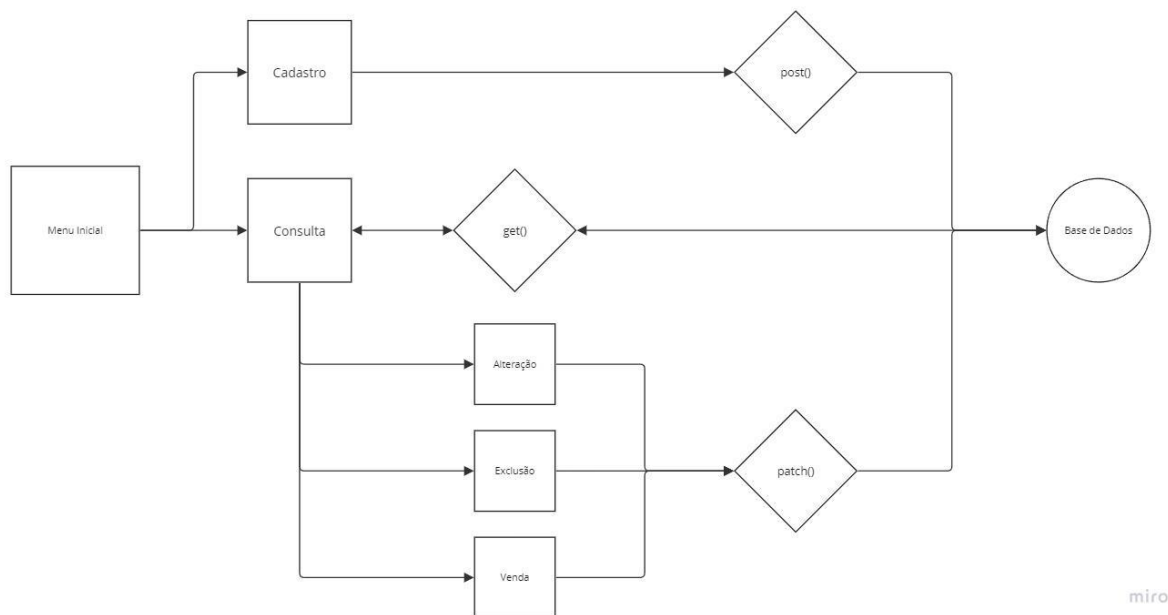 Cadastro
post()
Menu Inicial
Consulta
get()
Base de Dados
Alteração
Exclusão
patch()
Venda
miro